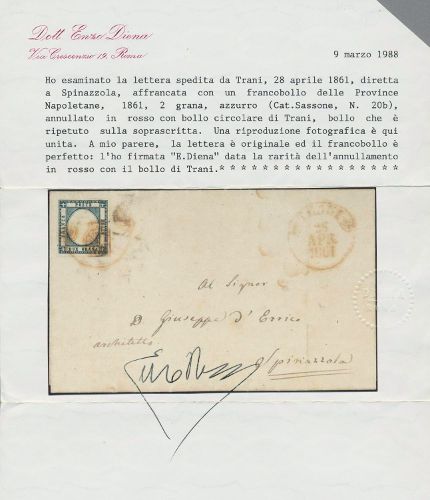 Dott. Enzo Diena
Via Crescenzio 19, Roma
9 marzo 1988
Ho esaminato la lettera spedita da Trani, 28 aprile 1861, diretta
a Spinazzola, affrancata con un francobollo delle Province
Napoletane, 1861, 2 grana, azzurro (Cat.Sassone, N. 20b),
annullato in rosso con bollo circolare di Trani, bollo che è
ripetuto sulla soprascritta. Una riproduzione fotografica è qui
unita. A mio parere, la lettera è originale ed il francobollo è
perfetto: l'ho firmata "E.Diena" data la rarità dell'annullamento
in rosso con il bollo di Trani.* * * * * * * * * * * * * * * * *
POSTE
APR
1861
Al Signor
D. Giuseppe d' Errico
architetto
Spinazzola